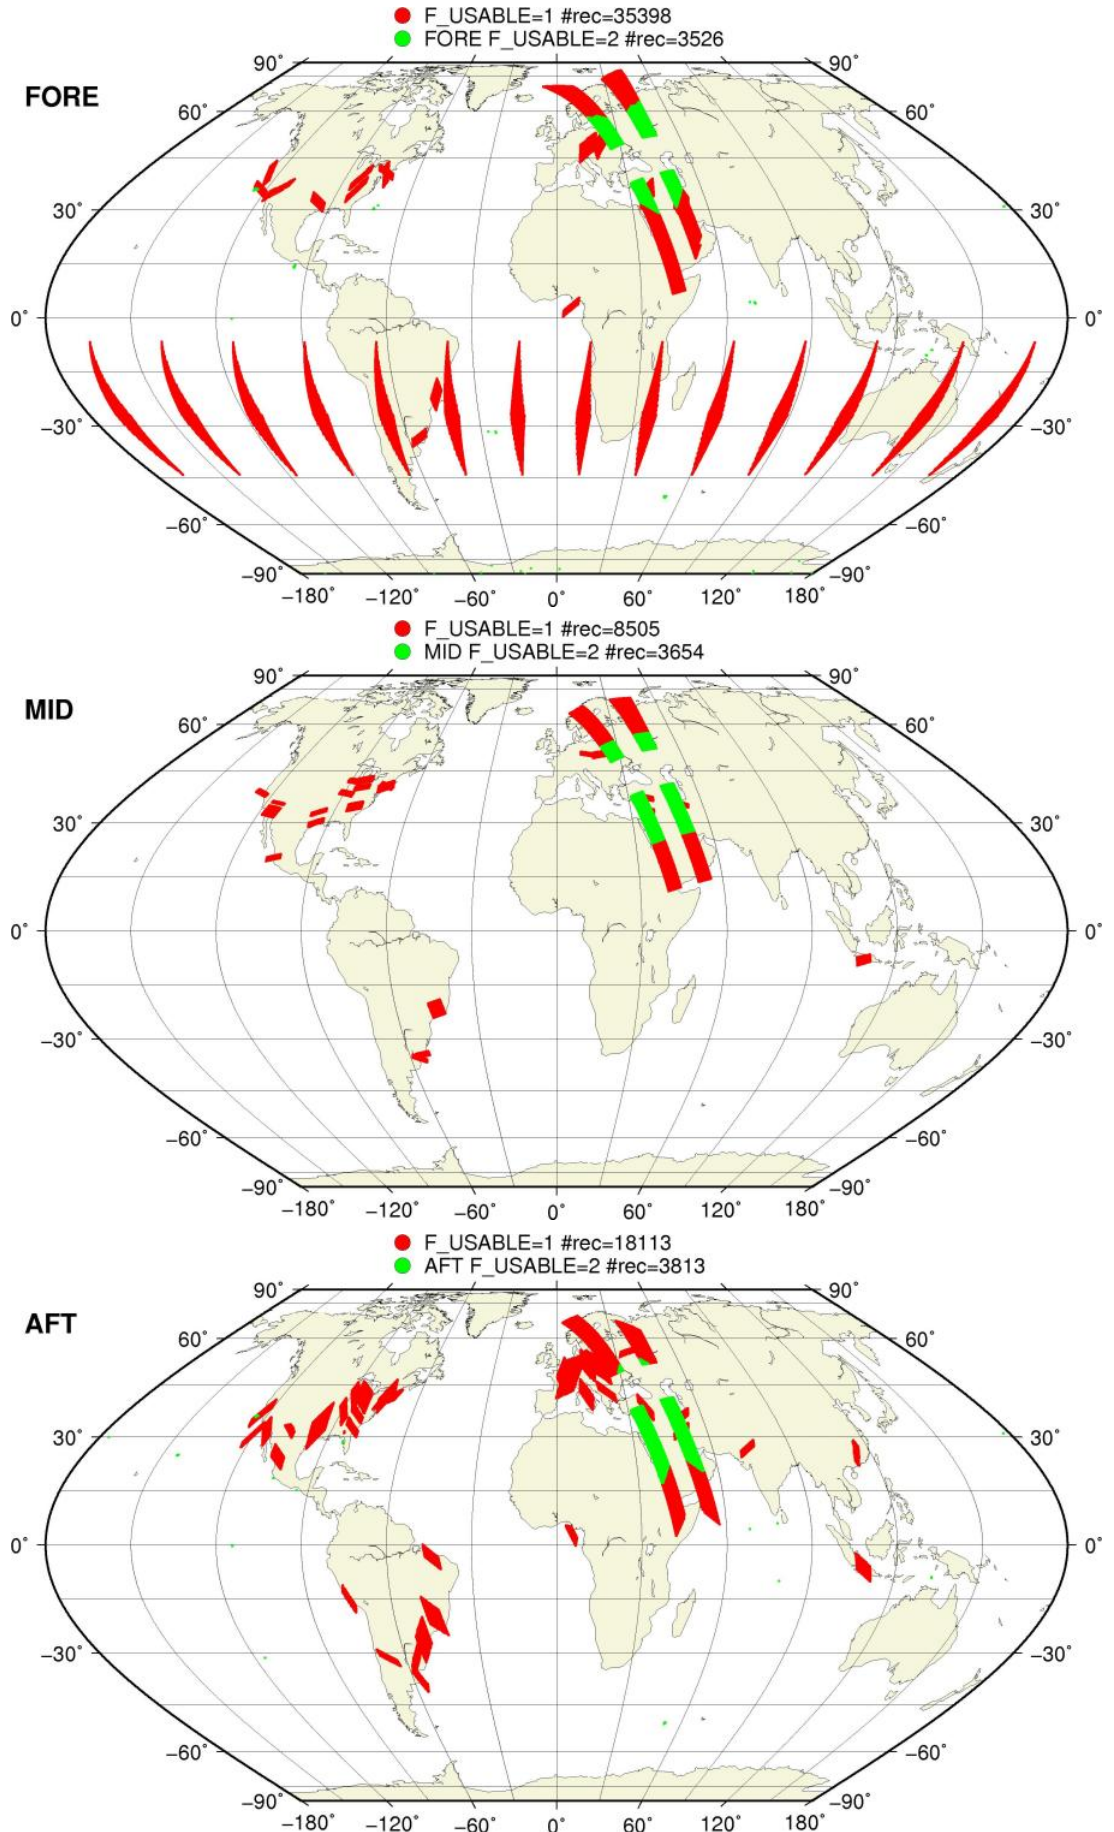 F_USABLE=1 #rec=35398
FORE F_USABLE=2 #rec=3526
FORE
90° 90°
60° 60°
30° 30°
0° 0°
−30° −30°
−60° −60°
−90° −90°
−180° −120° −60° 0° 60° 120° 180°
F_USABLE=1 #rec=8505
MID F_USABLE=2 #rec=3654
MID
90° 90°
60° 60°
30° 30°
0° 0°
−30° −30°
−60° −60°
−90° −90°
−180° −120° −60° 0° 60° 120° 180°
F_USABLE=1 #rec=18113
AFT F_USABLE=2 #rec=3813
AFT
90° 90°
60° 60°
30° 30°
0° 0°
−30° −30°
−60° −60°
−90° −90°
−180° −120° −60° 0° 60° 120° 180°